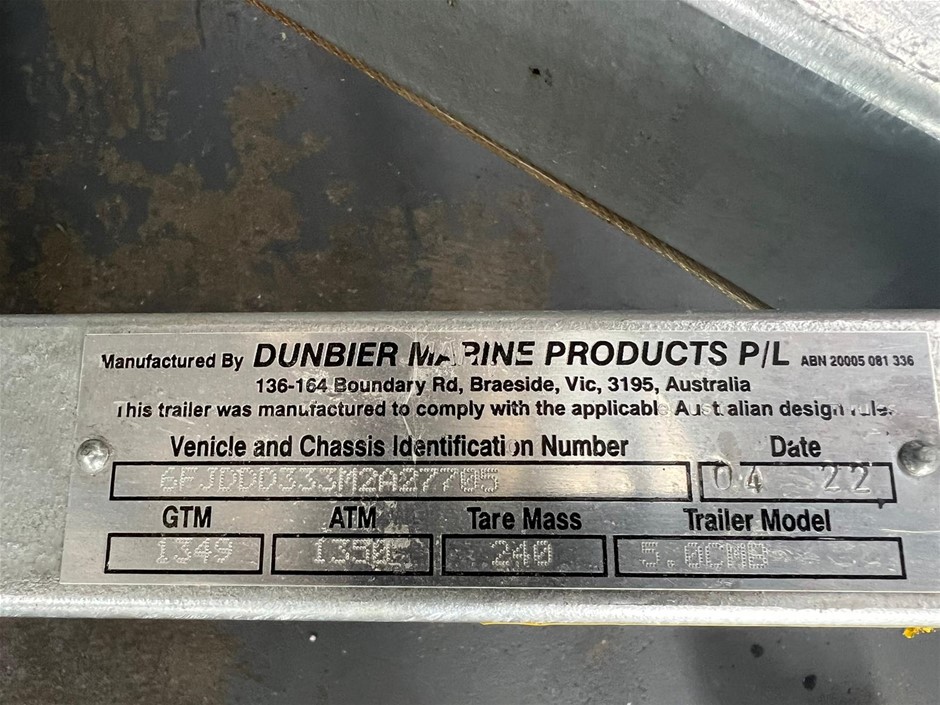 Manufactured By DUNBIER MARINE PRODUCTS P/L ABN 20005 081 336
136-164 Boundary Rd, Braeside, Vic, 3195, Australia
This trailer was manufactured to comply with the applicable Australian design rules
Vehicle and Chassis Identification Number Date
6FJDDD333M2A27705 04 22
GTM ATM Tare Mass Trailer Model
1349 1350 240 5.0CMB